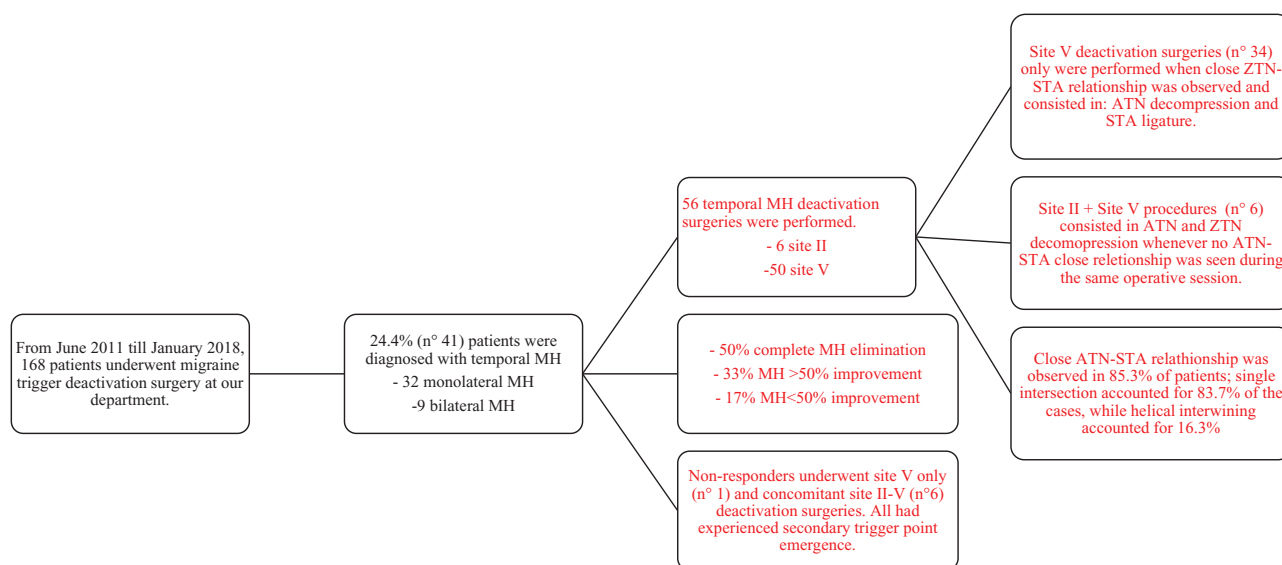 From June 2011 till January 2018,
168 patients underwent migraine
trigger deactivation surgery at our
department.
24.4% (n° 41) patients were
diagnosed with temporal MH
- 32 monolateral MH
-9 bilateral MH
56 temporal MH deactivation
surgeries were performed.
- 6 site II
-50 site V
- 50% complete MH elimination
- 33% MH >50% improvement
- 17% MH<50% improvement
Non-responders underwent site V only
(n° 1) and concomitant site II-V (n°6)
deactivation surgeries. All had
experienced secondary trigger point
emergence.
Site V deactivation surgeries (n° 34)
only were performed when close ZTN-
STA relationship was observed and
consisted in: ATN decompression and
STA ligature.
Site II + Site V procedures (n° 6)
consisted in ATN and ZTN
decomopression whenever no ATN-
STA close reletionship was seen during
the same operative session.
Close ATN-STA relathionship was
observed in 85.3% of patients; single
intersection accounted for 83.7% of the
cases, while helical interwining
accounted for 16.3%